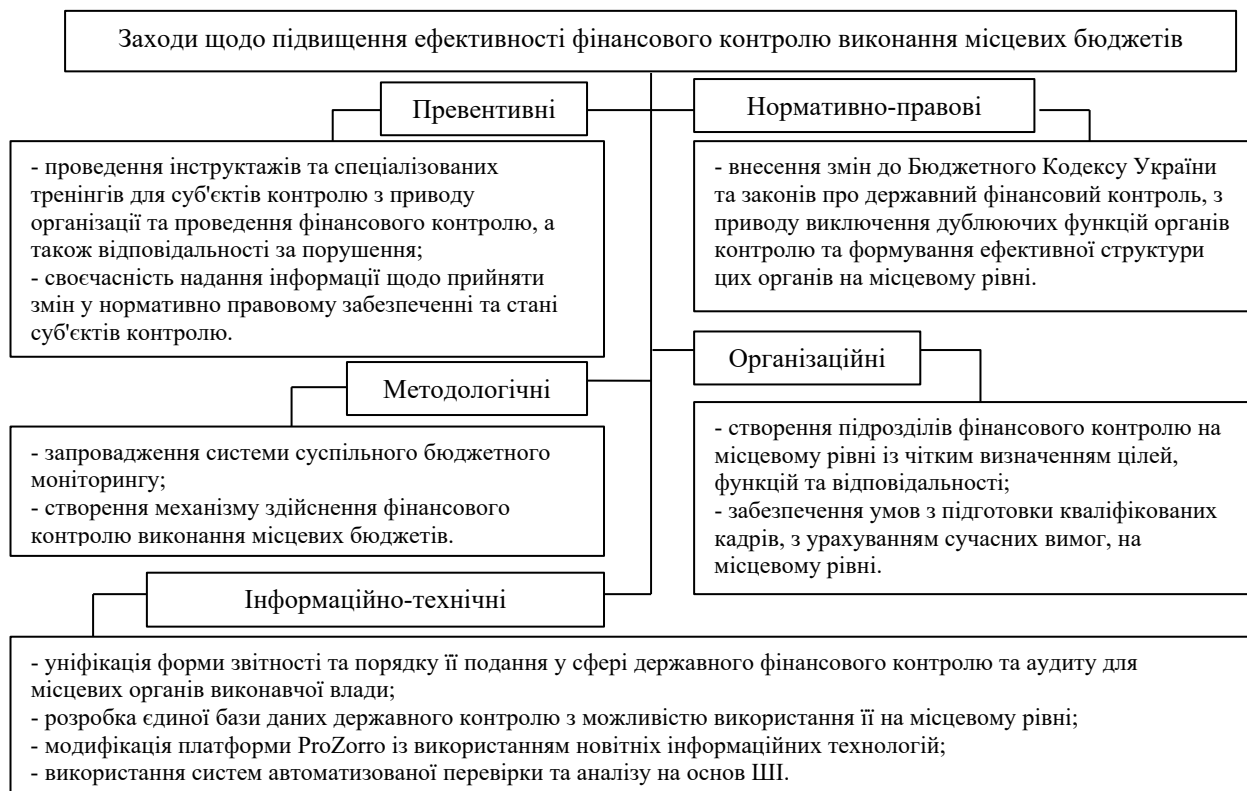 Заходи щодо підвищення ефективності фінансового контролю виконання місцевих бюджетів
Превентивні
- проведення інструктажів та спеціалізованих
тренінгів для суб'єктів контролю з приводу
організації та проведення фінансового контролю, а
також відповідальності за порушення;
- своєчасність надання інформації щодо прийняти
змін у нормативно правовому забезпеченні та стані
суб'єктів контролю.
Нормативно-правові
- внесення змін до Бюджетного Кодексу України
та законів про державний фінансовий контроль, з
приводу виключення дублюючих функцій органів
контролю та формування ефективної структури
цих органів на місцевому рівні.
Методологічні
- запровадження системи суспільного бюджетного
моніторингу;
- створення механізму здійснення фінансового
контролю виконання місцевих бюджетів.
Організаційні
- створення підрозділів фінансового контролю на
місцевому рівні із чітким визначенням цілей,
функцій та відповідальності;
- забезпечення умов з підготовки кваліфікованих
кадрів, з урахуванням сучасних вимог, на
місцевому рівні.
Інформаційно-технічні
- уніфікація форми звітності та порядку її подання у сфері державного фінансового контролю та аудиту для
місцевих органів виконавчої влади;
- розробка єдиної бази даних державного контролю з можливістю використання її на місцевому рівні;
- модифікація платформи ProZorro із використанням новітніх інформаційних технологій;
- використання систем автоматизованої перевірки та аналізу на основ ШІ.